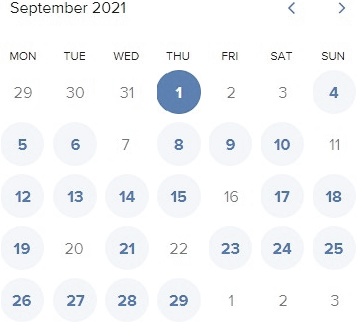 September 2021
MON TUE WED THU FRI SAT SUN
29 30 31 1 2 3 4
5 6 7 8 9 10 11
12 13 14 15 16 17 18
19 20 21 22 23 24 25
26 27 28 29 1 2 3